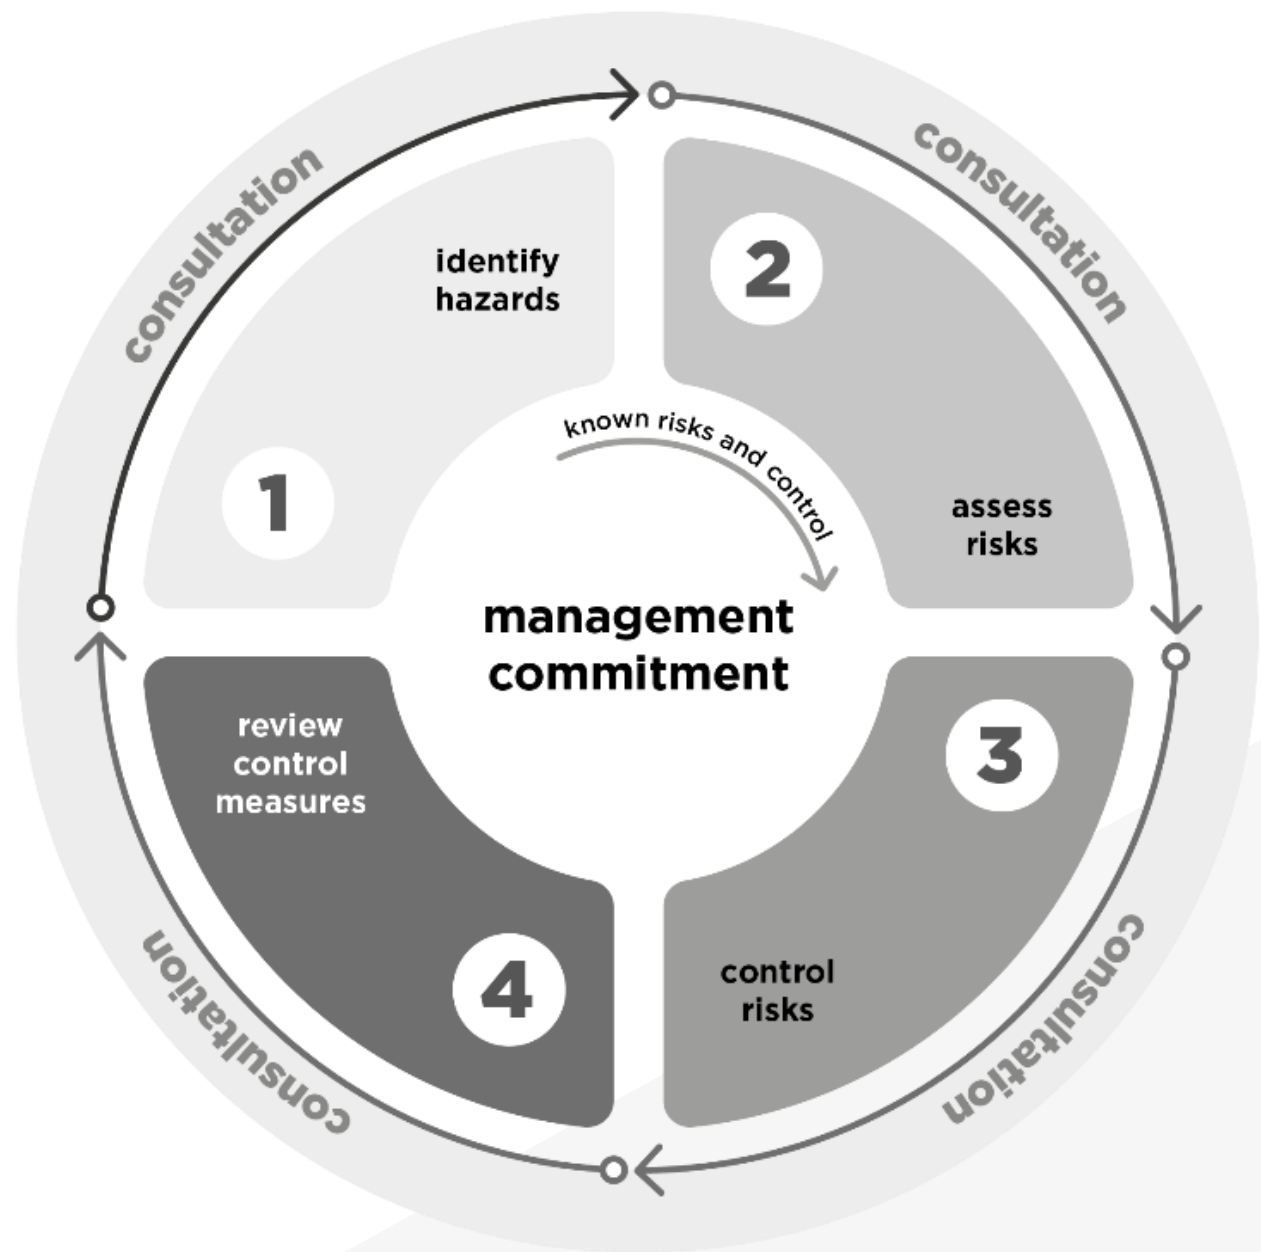 consultation
consultation
identify
hazards
1
2
assess
risks
known risks and control
management
commitment
3
control
risks
review
control
measures
4
consultation
consultation